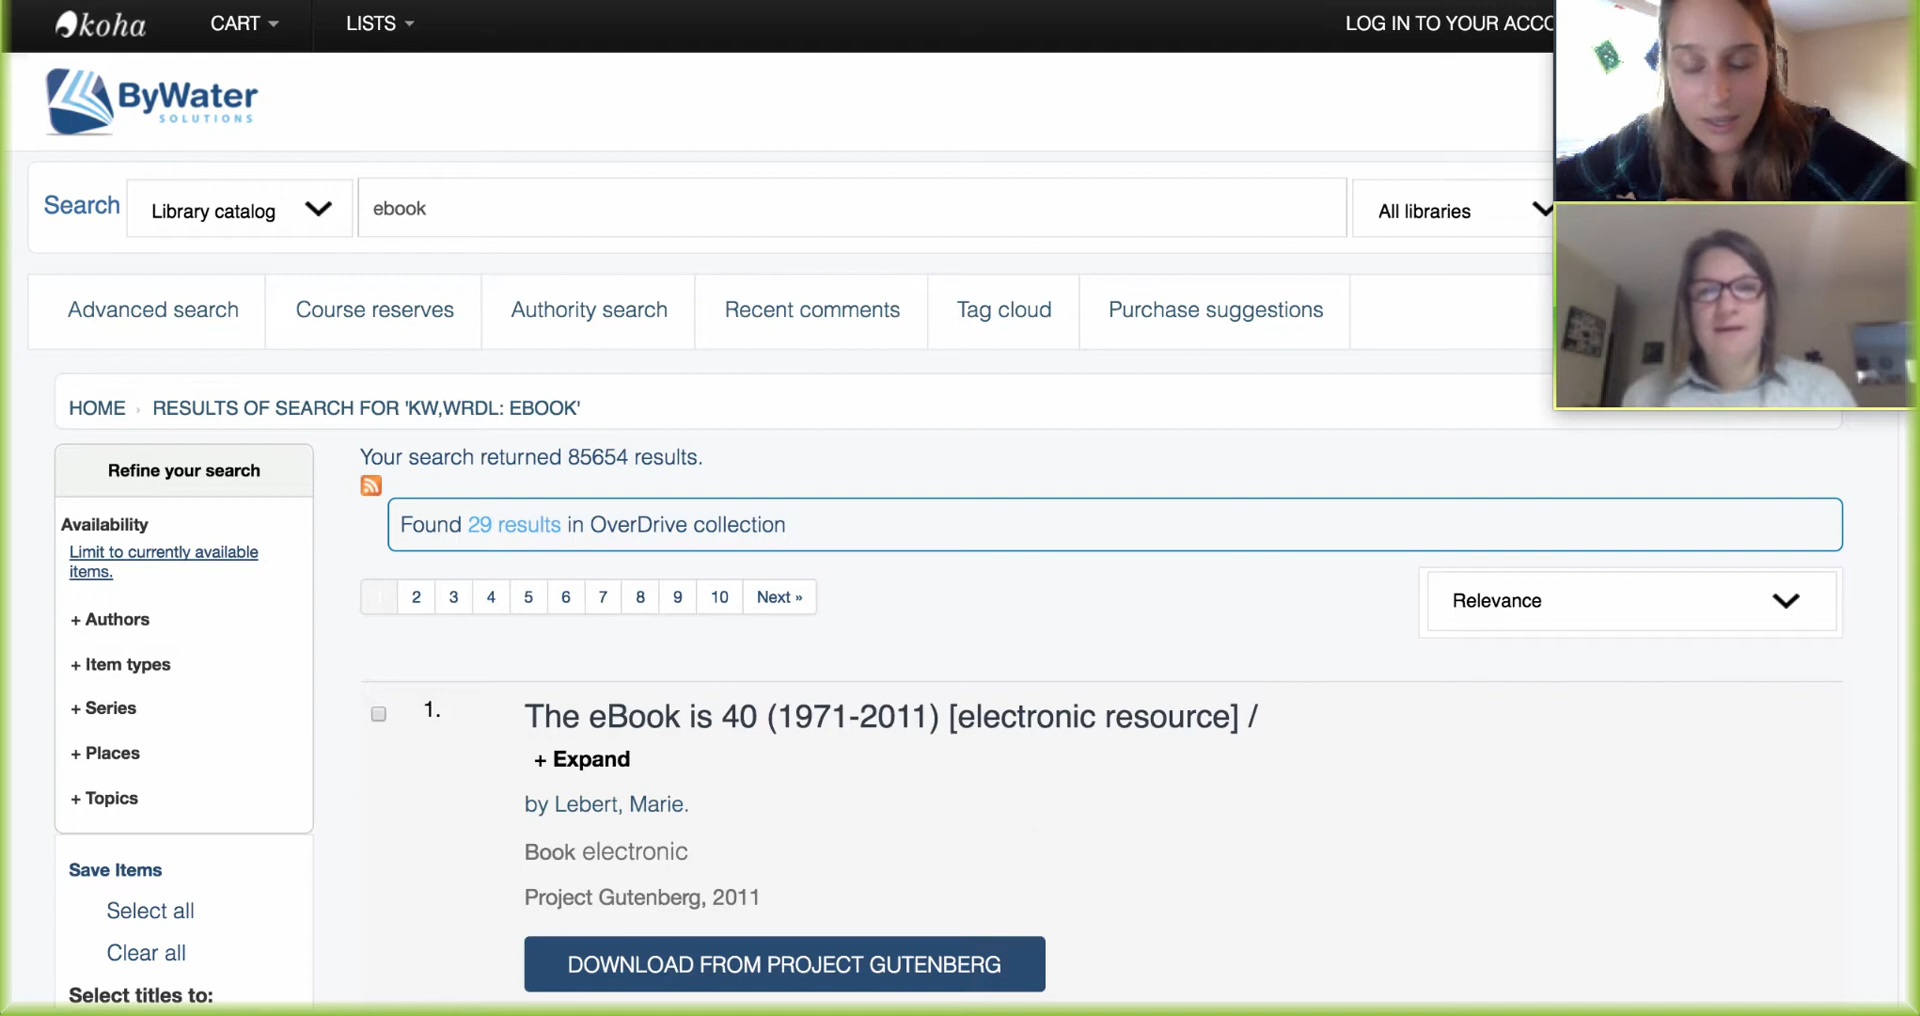 koha CART LISTS LOG IN TO YOUR ACCO
ByWater
SOLUTIONS
Search Library catalog ebook All libraries
Advanced search Course reserves Authority search Recent comments Tag cloud Purchase suggestions
HOME › RESULTS OF SEARCH FOR 'KW,WRDL: EBOOK'
Refine your search
Availability
Limit to currently available
items.
+ Authors
+ Item types
+ Series
+ Places
+ Topics
Save Items
Select all
Clear all
Select titles to:
Your search returned 85654 results.
Found 29 results in OverDrive collection
1 2 3 4 5 6 7 8 9 10 Next »
Relevance
1. The eBook is 40 (1971-2011) [electronic resource] /
+ Expand
by Lebert, Marie.
Book electronic
Project Gutenberg, 2011
DOWNLOAD FROM PROJECT GUTENBERG